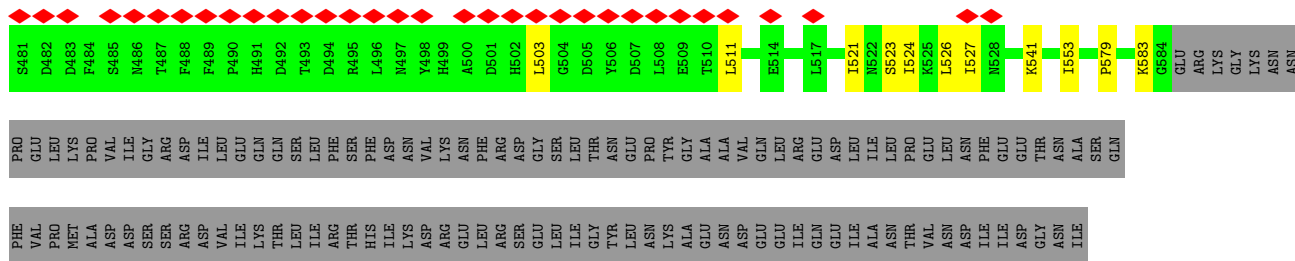 S481 D482 D483 F484 S485 N486 T487 F488 F489 P490 H491 D492 T493 D494 R495 L496 N497 Y498 H499 A500 D501 H502 L503 G504 D505 Y506 D507 L508 E509 T510 L511 E514 L517 I521 N522 S523 I524 K525 L526 I527 N528 K541 I553 P579 K583 G584 GLU ARG LYS GLY LYS ASN ASN
PRO GLU LEU LYS PRO VAL ILE GLY ARG ASP ILE LEU GLU GLN GLN SER LEU PHE SER PHE ASP ASN VAL LYS ASN PHE ARG ASP GLY SER LEU THR ASN GLU PRO TYR GLY ALA ALA VAL GLN LEU ARG GLU ASP LEU ILE LEU PRO GLU LEU ASN PHE GLU GLU THR ASN ALA SER GLN
PHE VAL PRO MET ALA ASP ASP SER SER ARG ASP VAL ILE LYS THR LEU ILE ARG THR HIS ILE LYS ASP ARG GLU LEU ARG SER GLU LEU ILE GLY TYR LEU ASN LYS ALA GLU ASN ASP GLU GLU ILE GLN GLU ILE ALA ASN THR VAL ASN ASP ILE ILE ASP GLY ASN ILE